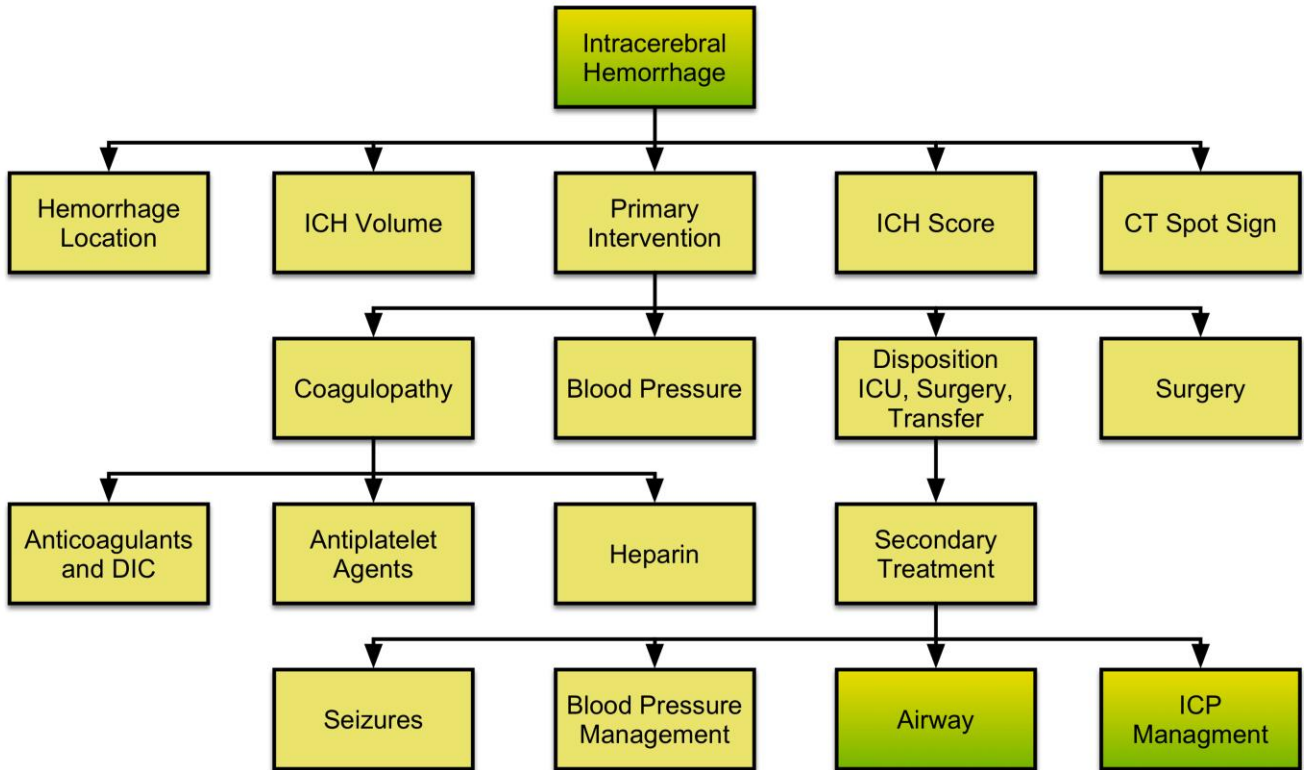 Intracerebral
Hemorrhage
Hemorrhage
Location
ICH Volume
Primary
Intervention
ICH Score
CT Spot Sign
Coagulopathy
Blood Pressure
Disposition
ICU, Surgery,
Transfer
Surgery
Anticoagulants
and DIC
Antiplatelet
Agents
Heparin
Secondary
Treatment
Seizures
Blood Pressure
Management
Airway
ICP
Managment